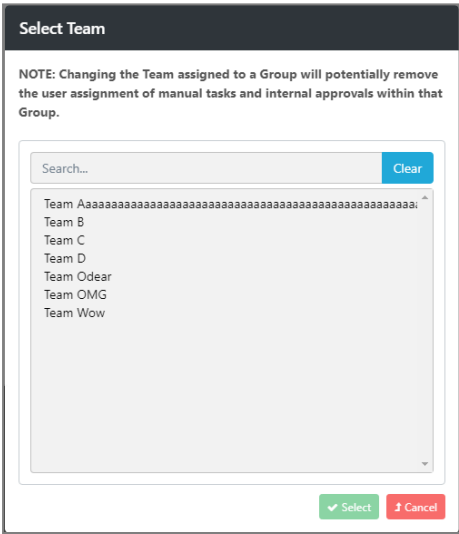 Select Team
NOTE: Changing the Team assigned to a Group will potentially remove
the user assignment of manual tasks and internal approvals within that
Group.
Search...
Clear
Team Aaaaaaaaaaaaaaaaaaaaaaaaaaaaaaaaaaaaaaaaaaaaaaaaaaaaa
Team B
Team C
Team D
Team Odear
Team OMG
Team Wow
Select
Cancel